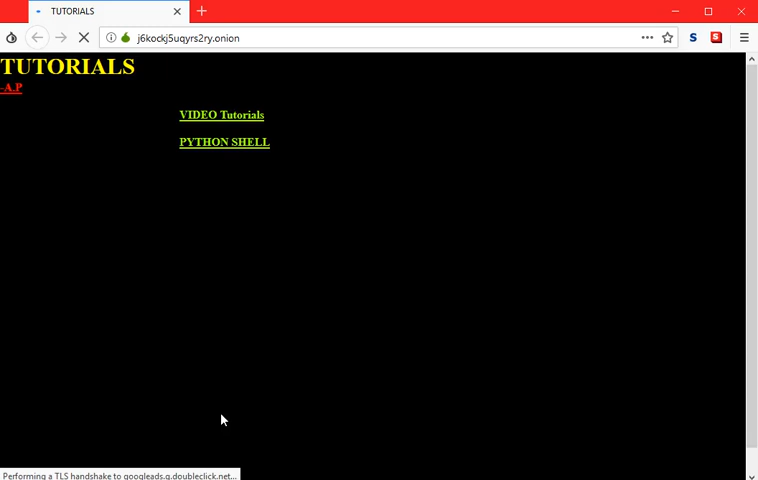 TUTORIALS
j6kockj5uqyrs2ry.onion
TUTORIALS
-A.P
VIDEO Tutorials
PYTHON SHELL
Performing a TLS handshake to googleads.g.doubleclick.net...